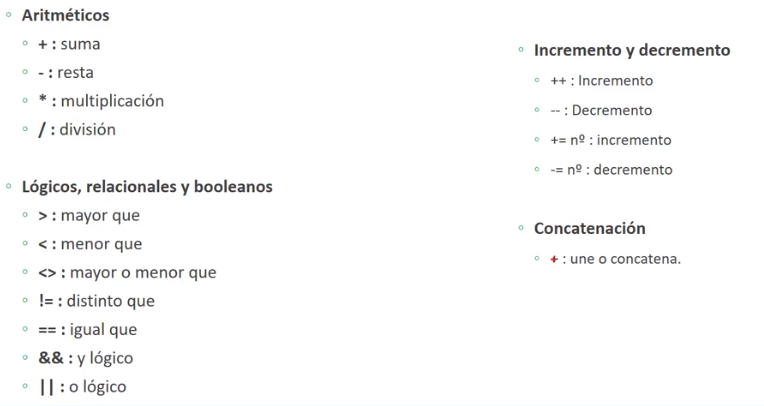 Aritméticos
+ : suma
- : resta
* : multiplicación
/ : división
Lógicos, relacionales y booleanos
> : mayor que
< : menor que
<> : mayor o menor que
!= : distinto que
== : igual que
&& : y lógico
|| : o lógico
Incremento y decremento
++ : Incremento
-- : Decremento
+= nº : incremento
-= nº : decremento
Concatenación
+ : une o concatena.